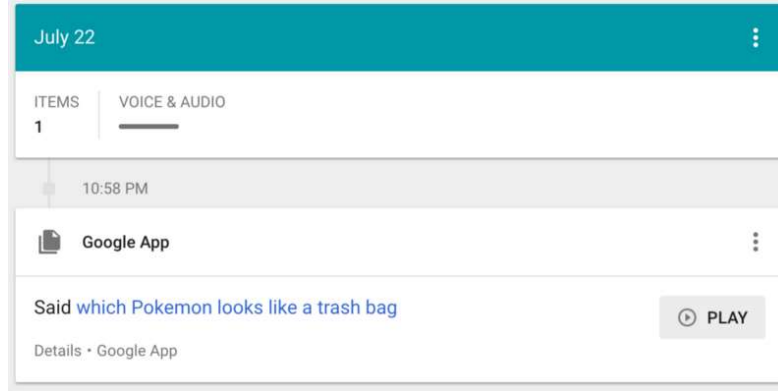 July 22
ITEMS VOICE & AUDIO
1
10:58 PM
Google App
Said which Pokemon looks like a trash bag
PLAY
Details • Google App